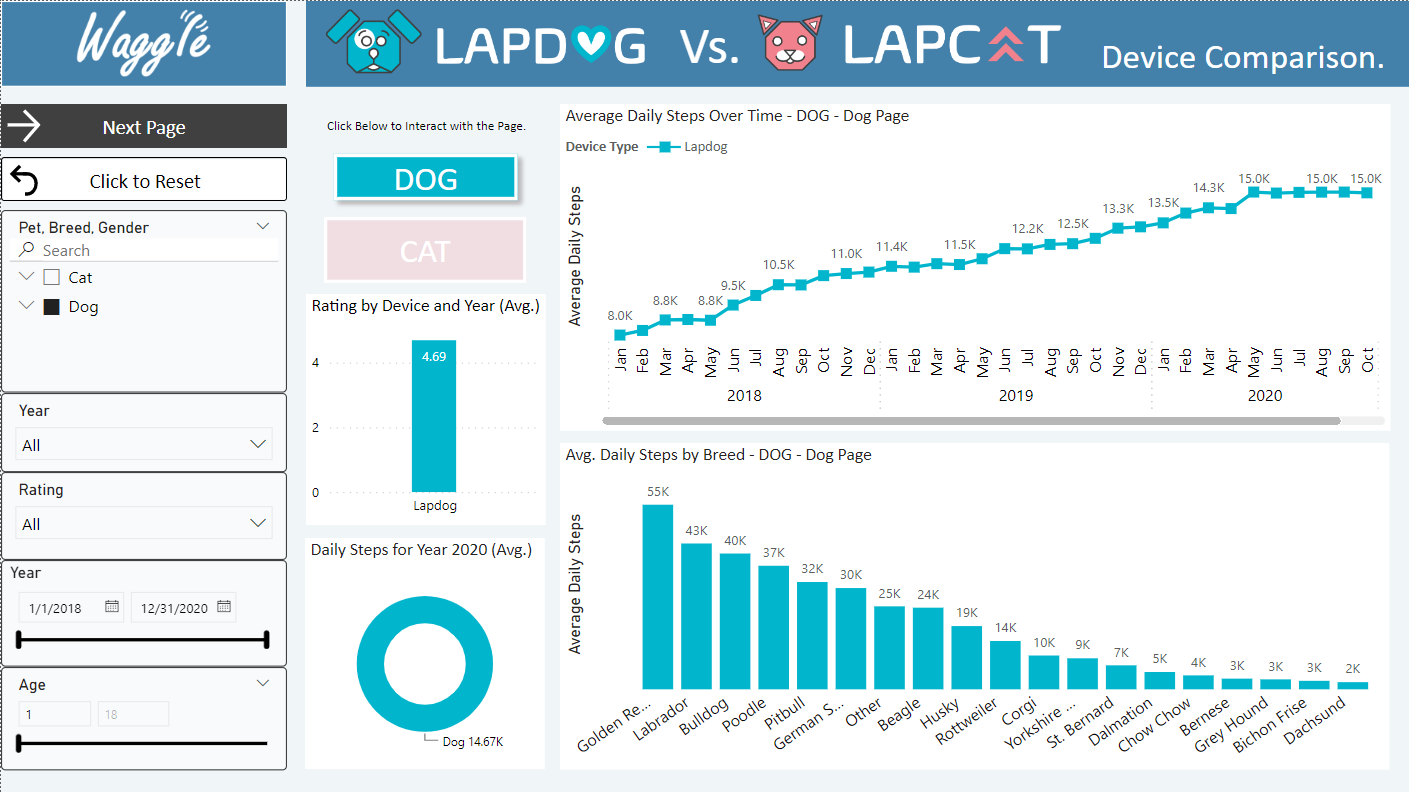 Waggle
LAPDOG Vs. LAPCAT Device Comparison.
Next Page
Click to Reset
Pet, Breed, Gender
Search
Cat
Dog
Year
All
Rating
All
Year
1/1/2018 12/31/2020
Age
1 18
Click Below to Interact with the Page.
DOG
CAT
Rating by Device and Year (Avg.)
4
2
0
4.69
Lapdog
Daily Steps for Year 2020 (Avg.)
Dog 14.67K
Average Daily Steps Over Time - DOG - Dog Page
Device Type Lapdog
Average Daily Steps
8.0K 8.8K 8.8K 9.5K 10.5K 11.0K 11.4K 11.5K 12.2K 12.5K 13.3K 13.5K 14.3K 15.0K 15.0K 15.0K
Jan Feb Mar Apr May Jun Jul Aug Sep Oct Nov Dec Jan Feb Mar Apr May Jun Jul Aug Sep Oct Nov Dec Jan Feb Mar Apr May Jun Jul Aug Sep Oct
2018 2019 2020
Avg. Daily Steps by Breed - DOG - Dog Page
Average Daily Steps
55K 43K 40K 37K 32K 30K 25K 24K 19K 14K 10K 9K 7K 5K 4K 3K 3K 3K 2K
Golden Re... Labrador Bulldog Poodle Pitbull German S... Other Beagle Husky Rottweiler Corgi Yorkshire ... St. Bernard Dalmation Chow Chow Bernese Grey Hound Bichon Frise Dachsund